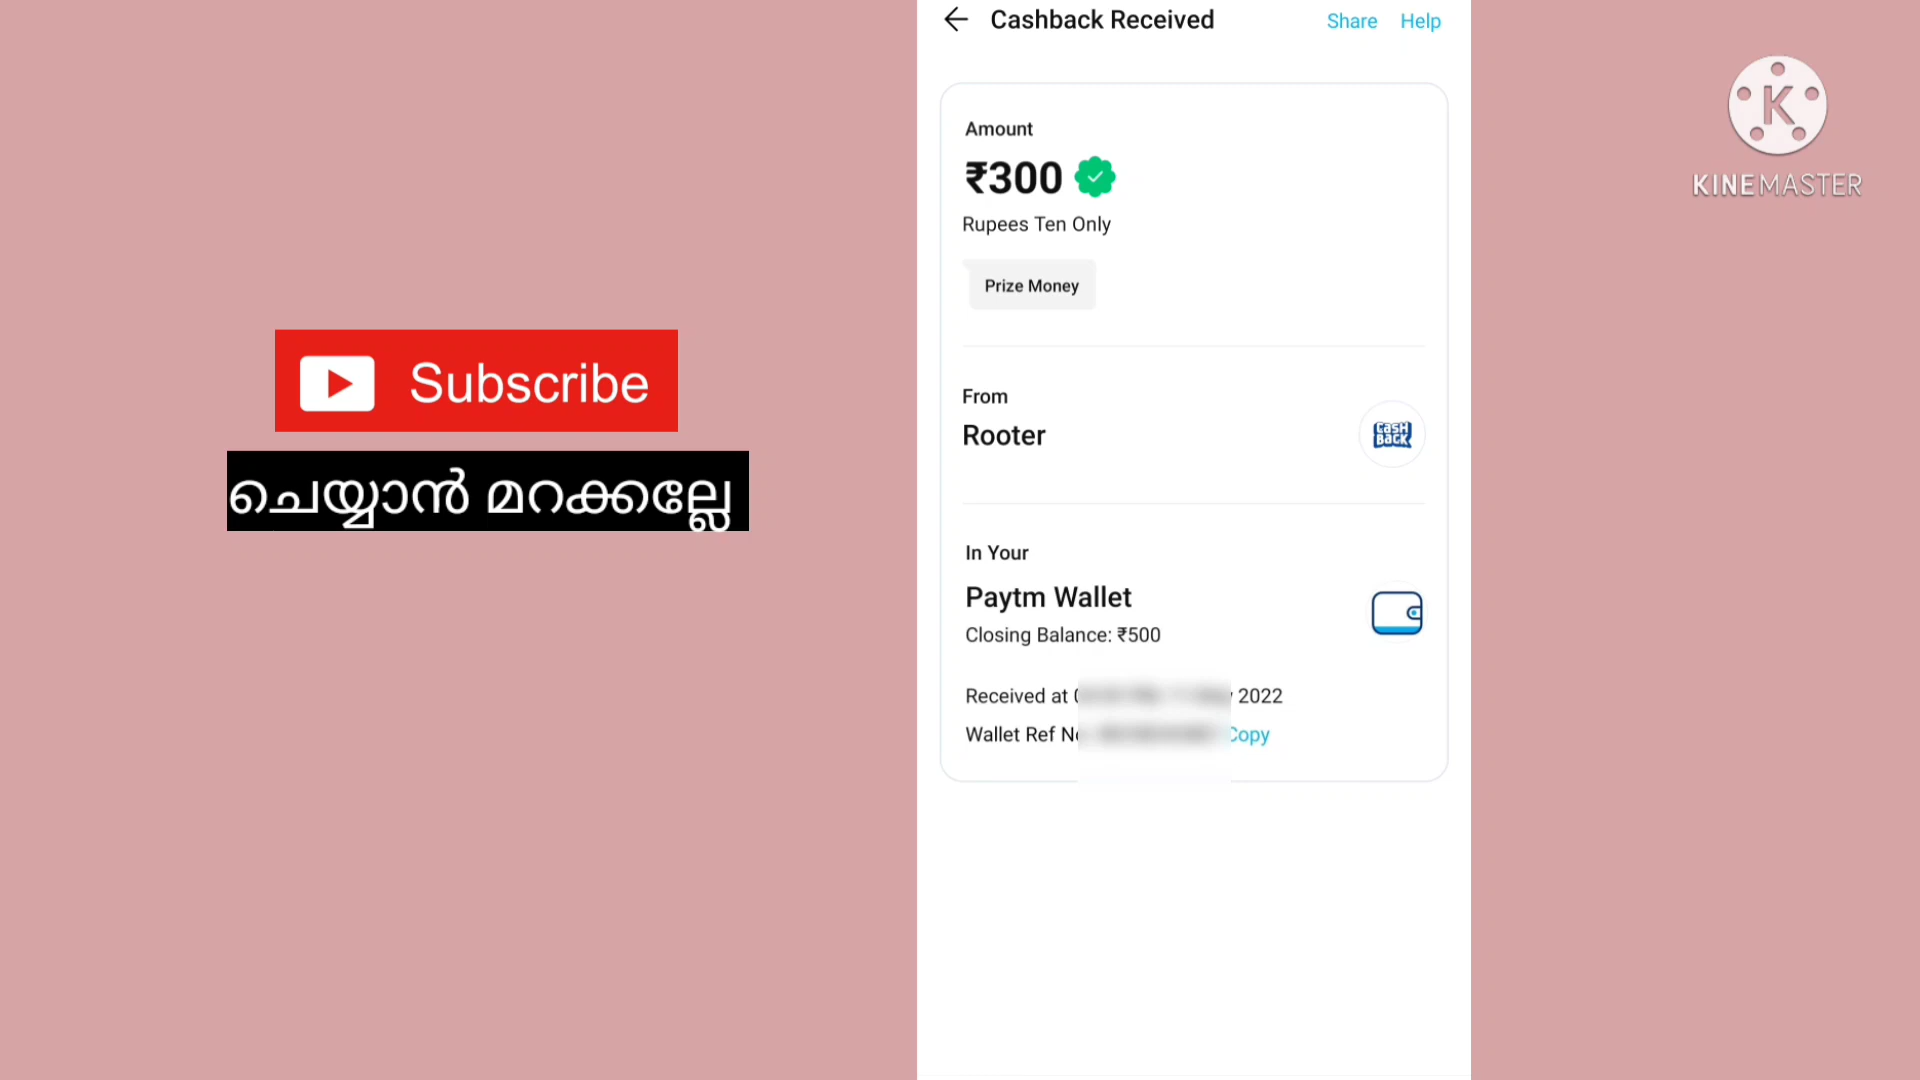 Cashback Received
Share Help
Amount
₹300
Rupees Ten Only
Prize Money
From
Rooter
CASH
BACK
In Your
Paytm Wallet
Closing Balance: ₹500
Received at 2022
Wallet Ref Copy
Subscribe
ചെയ്യാൻ മറക്കല്ലേ
K
KINEMASTER